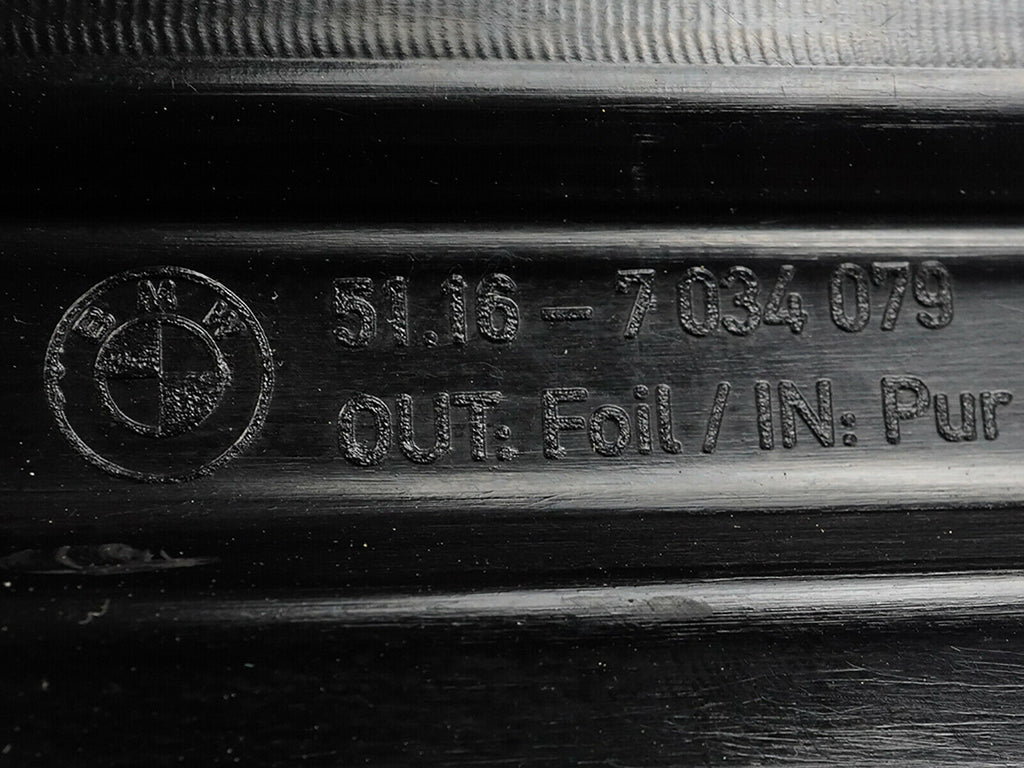 BMW
51.16 - 7 034 079
OUT: Foil / IN: Pur